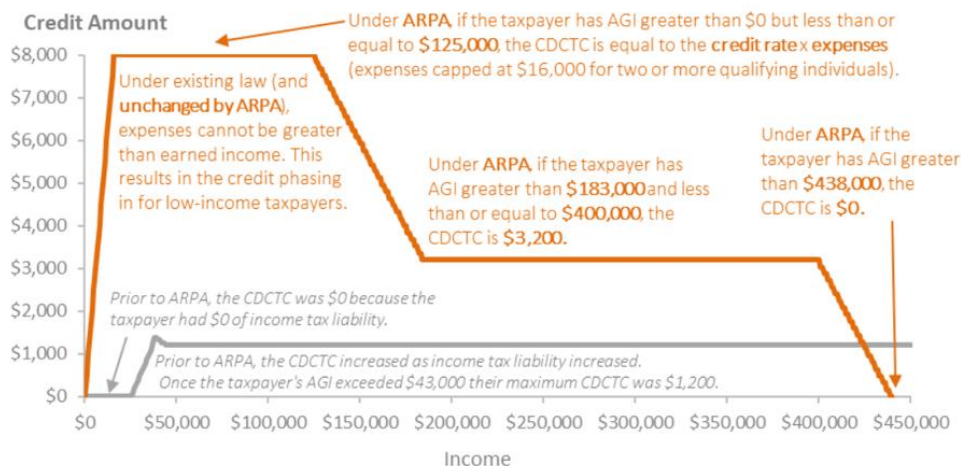 Credit Amount
Under ARPA, if the taxpayer has AGI greater than $0 but less than or
equal to $125,000, the CDCTC is equal to the credit rate x expenses
(expenses capped at $16,000 for two or more qualifying individuals).
$8,000
$7,000
$6,000
$5,000
$4,000
$3,000
$2,000
$1,000
$0
Under existing law (and
unchanged by ARPA),
expenses cannot be greater
than earned income. This
results in the credit phasing
in for low-income taxpayers.
Under ARPA, if the taxpayer has
AGI greater than $183,000 and less
than or equal to $400,000, the
CDCTC is $3,200.
Under ARPA, if the
taxpayer has AGI greater
than $438,000, the
CDCTC is $0.
Prior to ARPA, the CDCTC was $0 because the
taxpayer had $0 of income tax liability.
Prior to ARPA, the CDCTC increased as income tax liability increased.
Once the taxpayer's AGI exceeded $43,000 their maximum CDCTC was $1,200.
$0 $50,000 $100,000 $150,000 $200,000 $250,000 $300,000 $350,000 $400,000 $450,000
Income